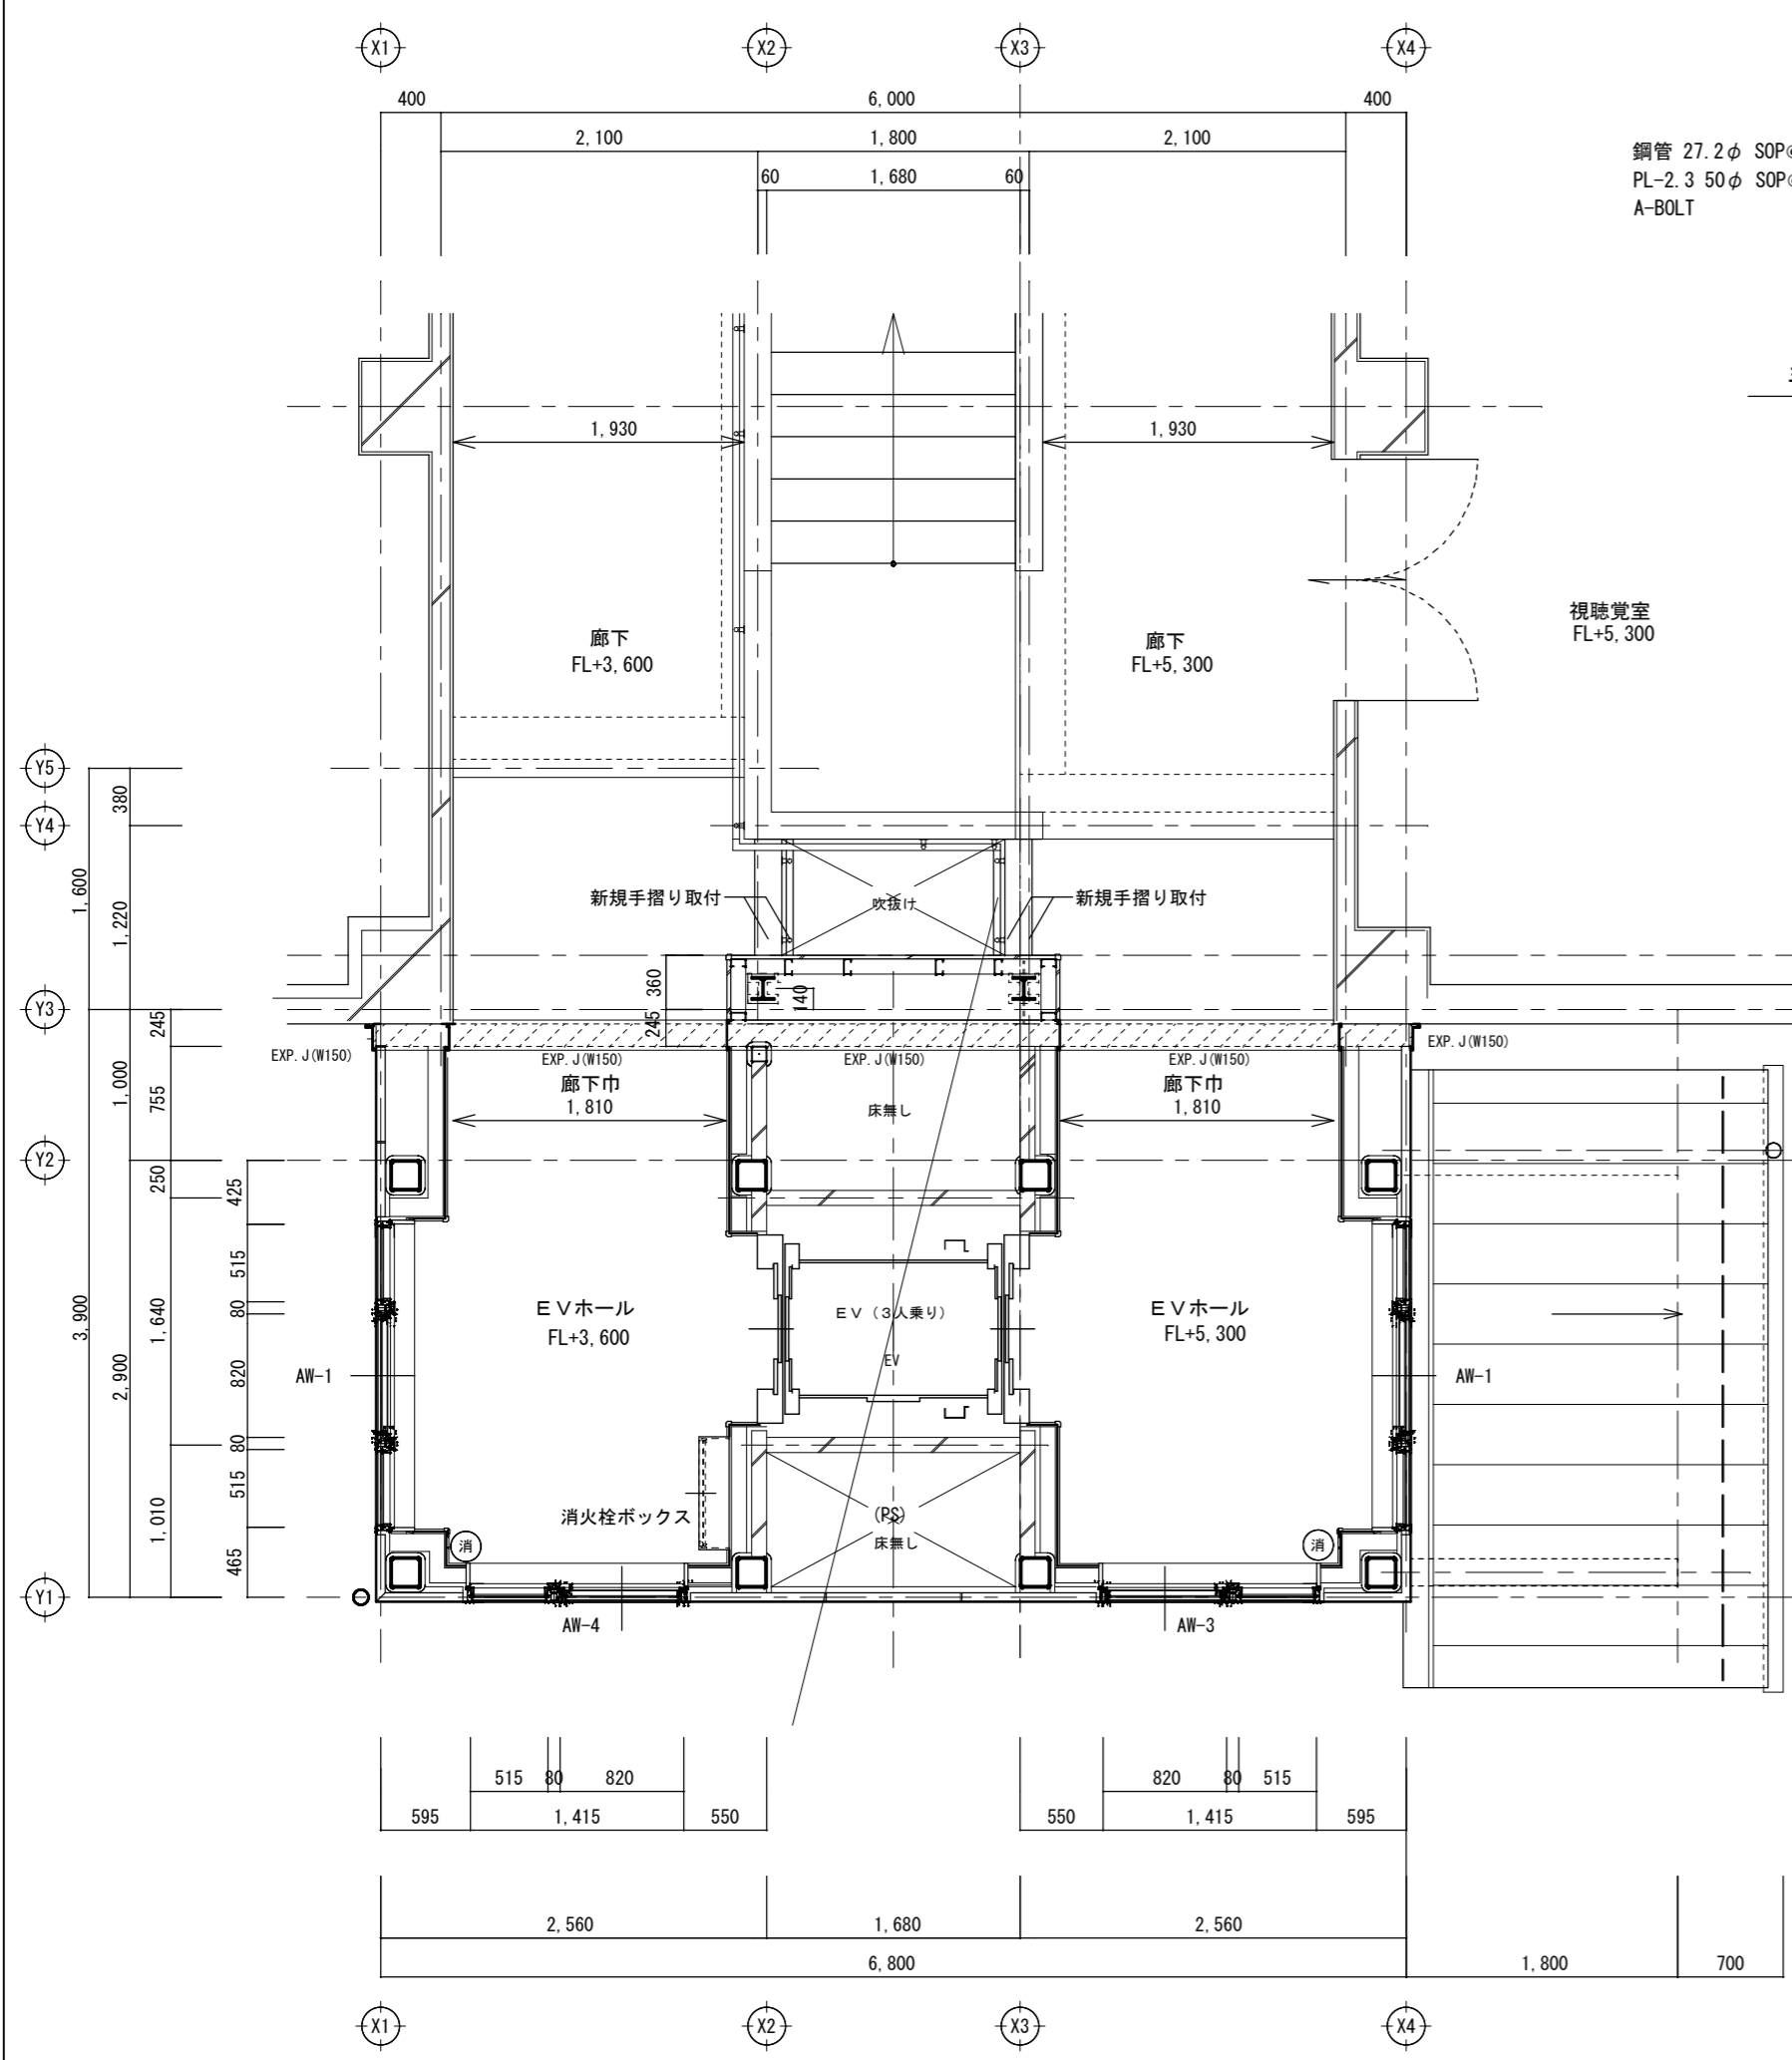 X1
X2
X3
X4
400
6,000
400
2,100
1,800
2,100
60
1,680
60
鋼管 27.2φ SOP
PL-2.3 50φ SOP
A-BOLT
1,930
1,930
視聴覚室
FL+5,300
廊下
FL+3,600
廊下
FL+5,300
Y5
380
Y4
1,600
1,220
新規手摺り取付
吹抜け
新規手摺り取付
360
140
Y3
245
245
EXP.J(W150)
EXP.J(W150)
EXP.J(W150)
EXP.J(W150)
EXP.J(W150)
廊下巾
1,810
廊下巾
1,810
1,000
755
床無し
Y2
250
425
515
80
3,900
1,640
EVホール
FL+3,600
EV(3人乗り)
EV
EVホール
FL+5,300
2,900
820
AW-1
AW-1
80
515
1,010
消火栓ボックス
(PS)
床無し
消
消
465
Y1
AW-4
AW-3
515
80
820
820
80
515
595
1,415
550
550
1,415
595
2,560
1,680
2,560
6,800
1,800
700
X1
X2
X3
X4